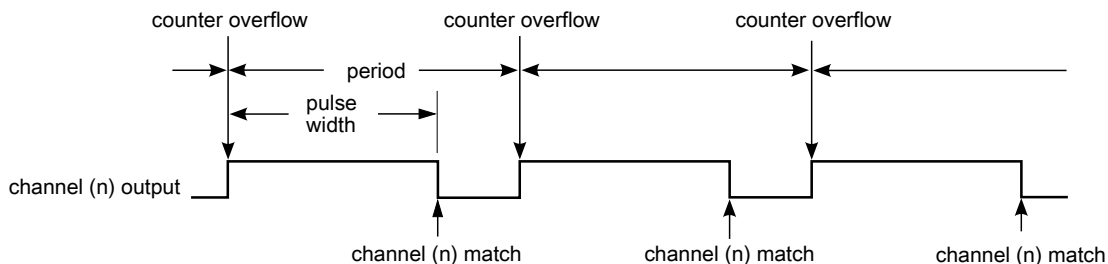 counter overflow
counter overflow
counter overflow
period
pulse
width
channel (n) output
channel (n) match
channel (n) match
channel (n) match